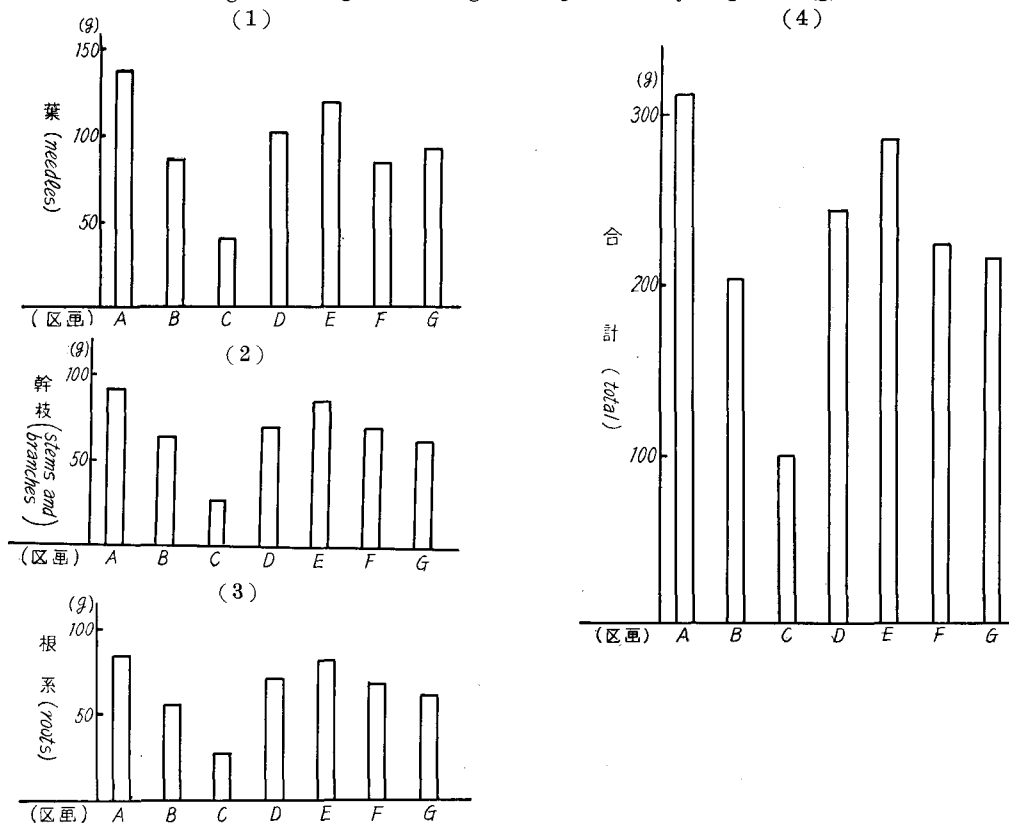 (1)
(g)
150
100
50
葉 (needles)
(区画) A B C D E F G
(2)
(g)
100
50
幹枝 (stems and branches)
(区画) A B C D E F G
(3)
(g)
100
50
根系 (roots)
(区画) A B C D E F G
(4)
(g)
300
200
100
合計 (total)
(区画) A B C D E F G